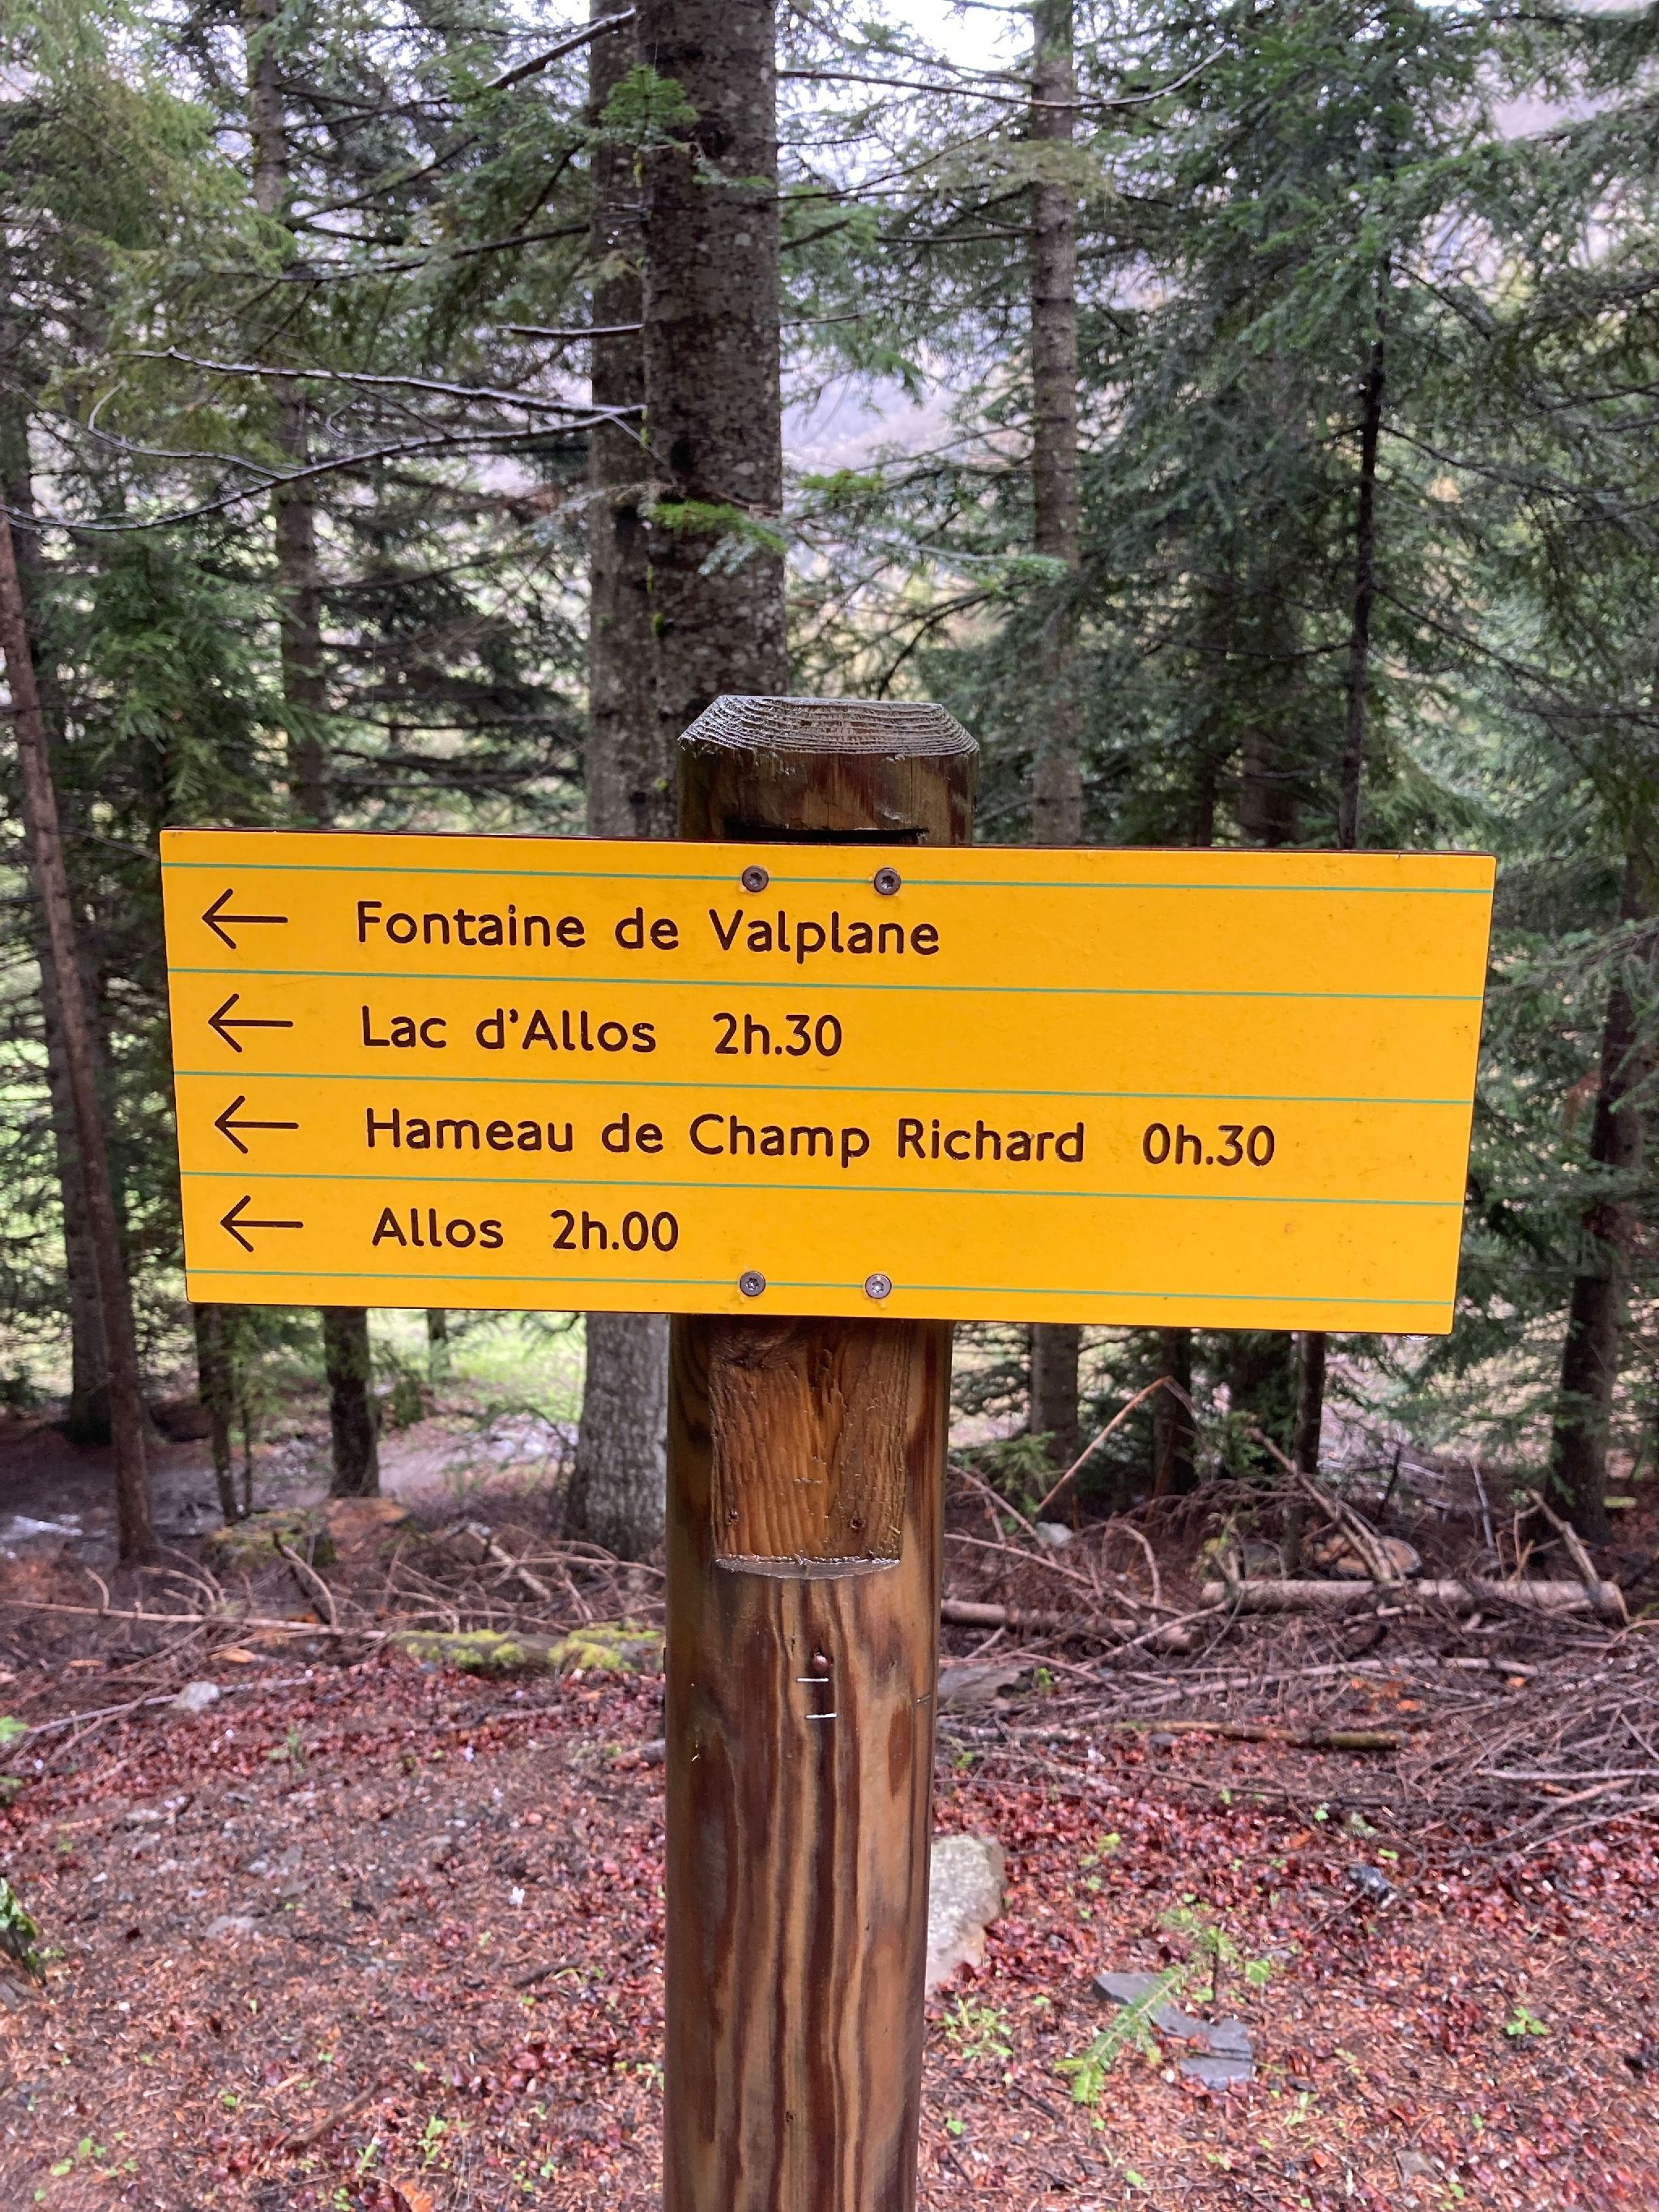 ← Fontaine de Valplane
← Lac d'Allos 2h.30
← Hameau de Champ Richard 0h.30
← Allos 2h.00